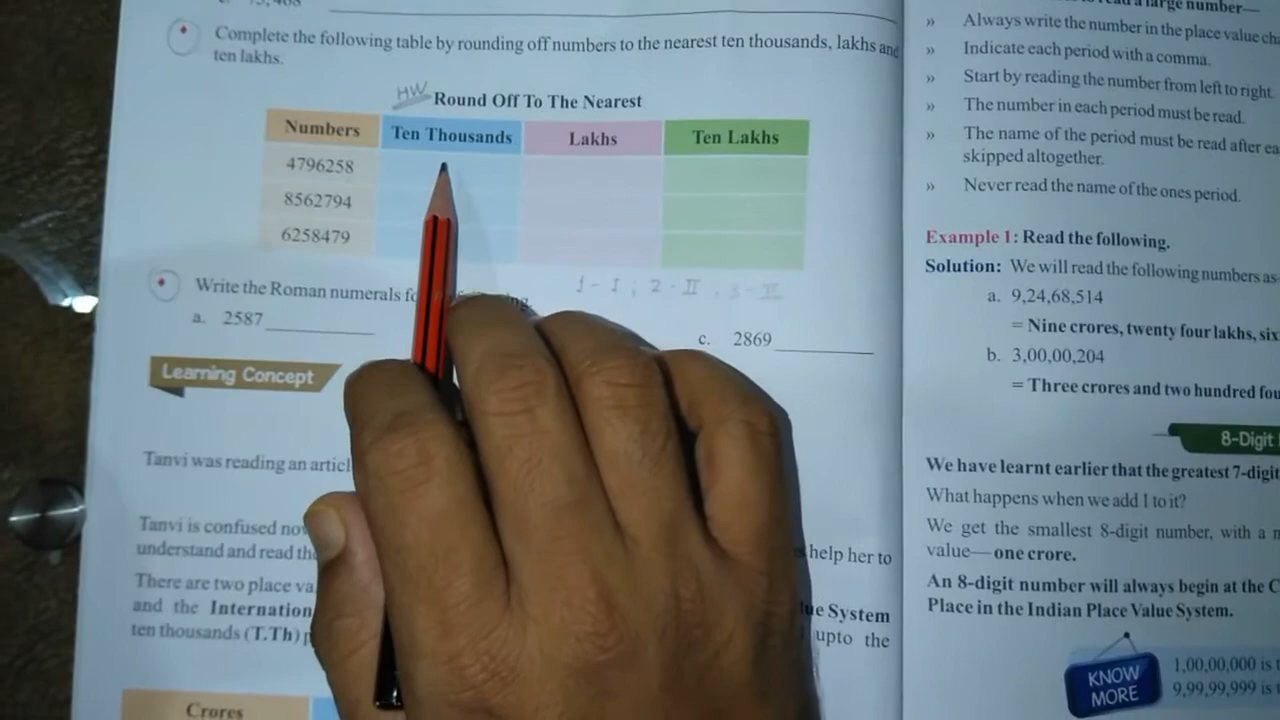 Complete the following table by rounding off numbers to the nearest ten thousands, lakhs and
ten lakhs.
HW
Round Off To The Nearest
Numbers Ten Thousands Lakhs Ten Lakhs
4796258
8562794
6258479
Write the Roman numerals
1 - I, 2 - II, 3 - III
a. 2587
c. 2869
Learning Concept
Tanvi was reading an
Tanvi is confused
understand and read
help her to
There are two place
and the
System
ten thousands (T.Th)
upto the
Crores
large number—
» Always write the number in the place value
» Indicate each period with a comma.
» Start by reading the number from left to right.
» The number in each period must be read.
» The name of the period must be read after
skipped altogether.
» Never read the name of the ones period.
Example 1: Read the following.
Solution: We will read the following numbers as
a. 9,24,68,514
= Nine crores, twenty four lakhs,
b. 3,00,00,204
= Three crores and two hundred
8-Digit
We have learnt earlier that the greatest 7-digit
What happens when we add 1 to it?
We get the smallest 8-digit number, with a
value—one crore.
An 8-digit number will always begin at the
Place in the Indian Place Value System.
KNOW
MORE
1,00,00,000 is
9,99,99,999 is